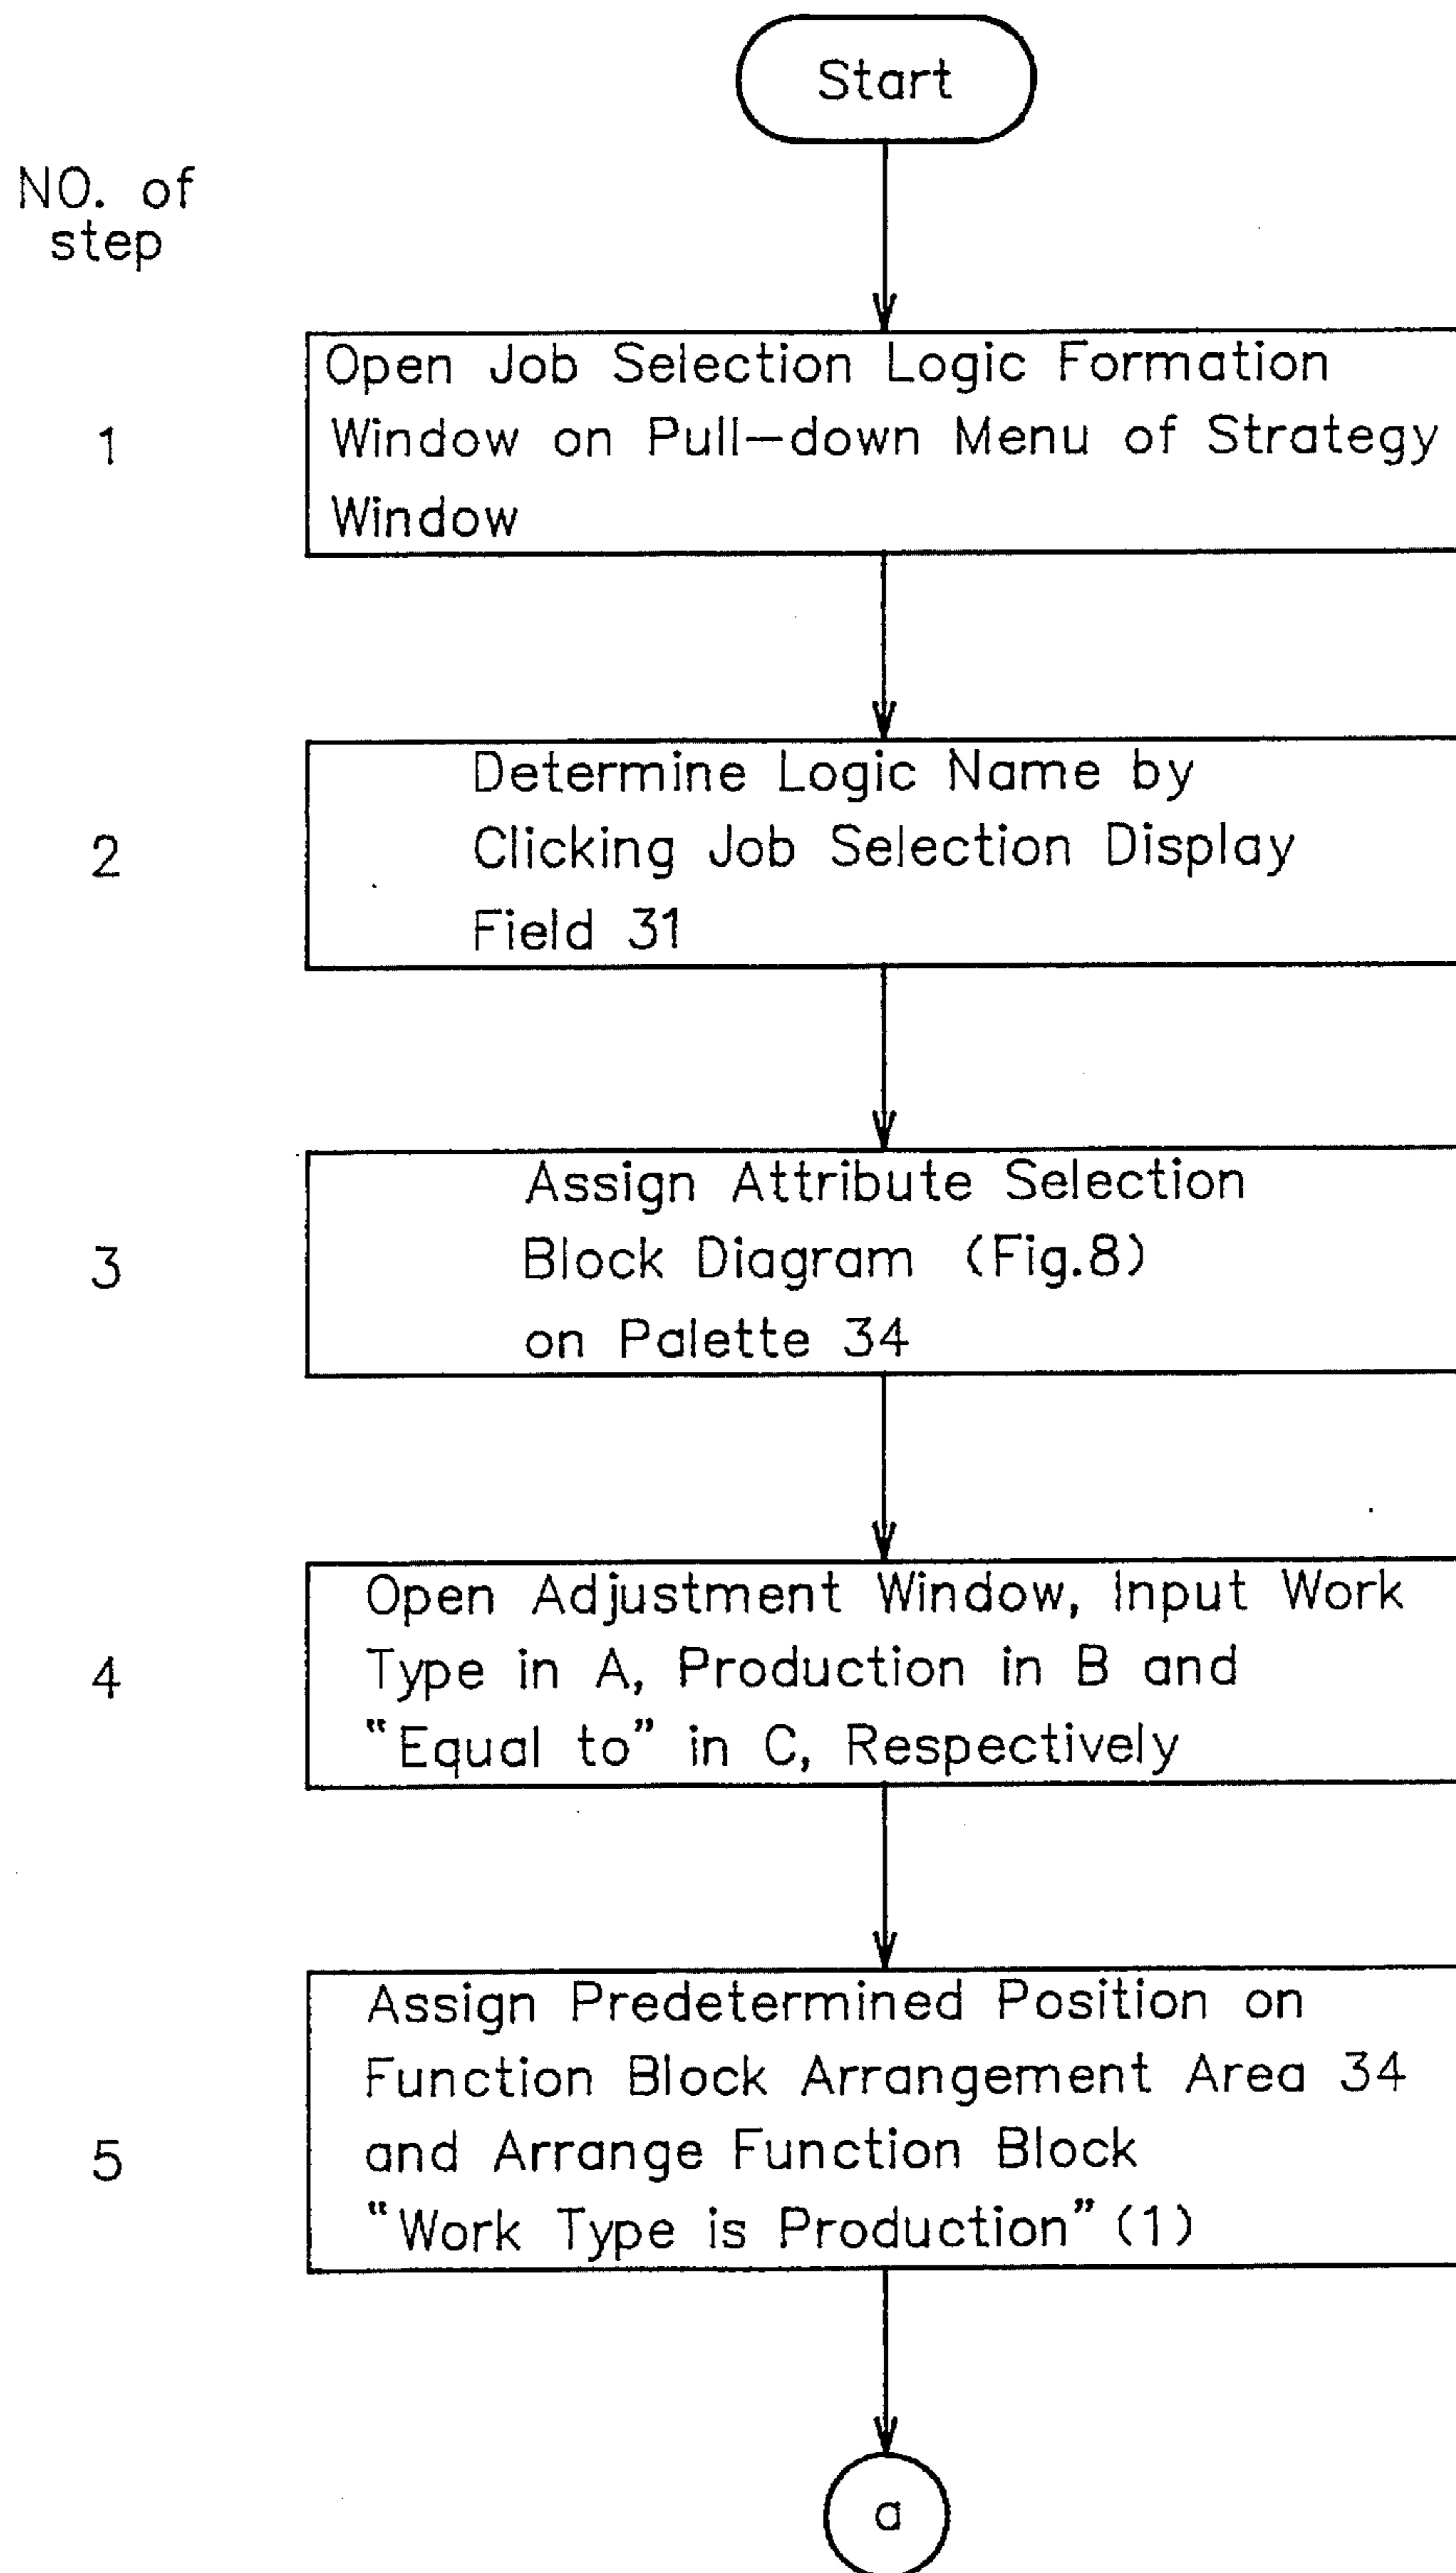 Start
NO. of
step
1
Open Job Selection Logic Formation
Window on Pull-down Menu of Strategy
Window
2
Determine Logic Name by
Clicking Job Selection Display
Field 31
3
Assign Attribute Selection
Block Diagram (Fig.8)
on Palette 34
4
Open Adjustment Window, Input Work
Type in A, Production in B and
"Equal to" in C, Respectively
5
Assign Predetermined Position on
Function Block Arrangement Area 34
and Arrange Function Block
"Work Type is Production" (1)
a